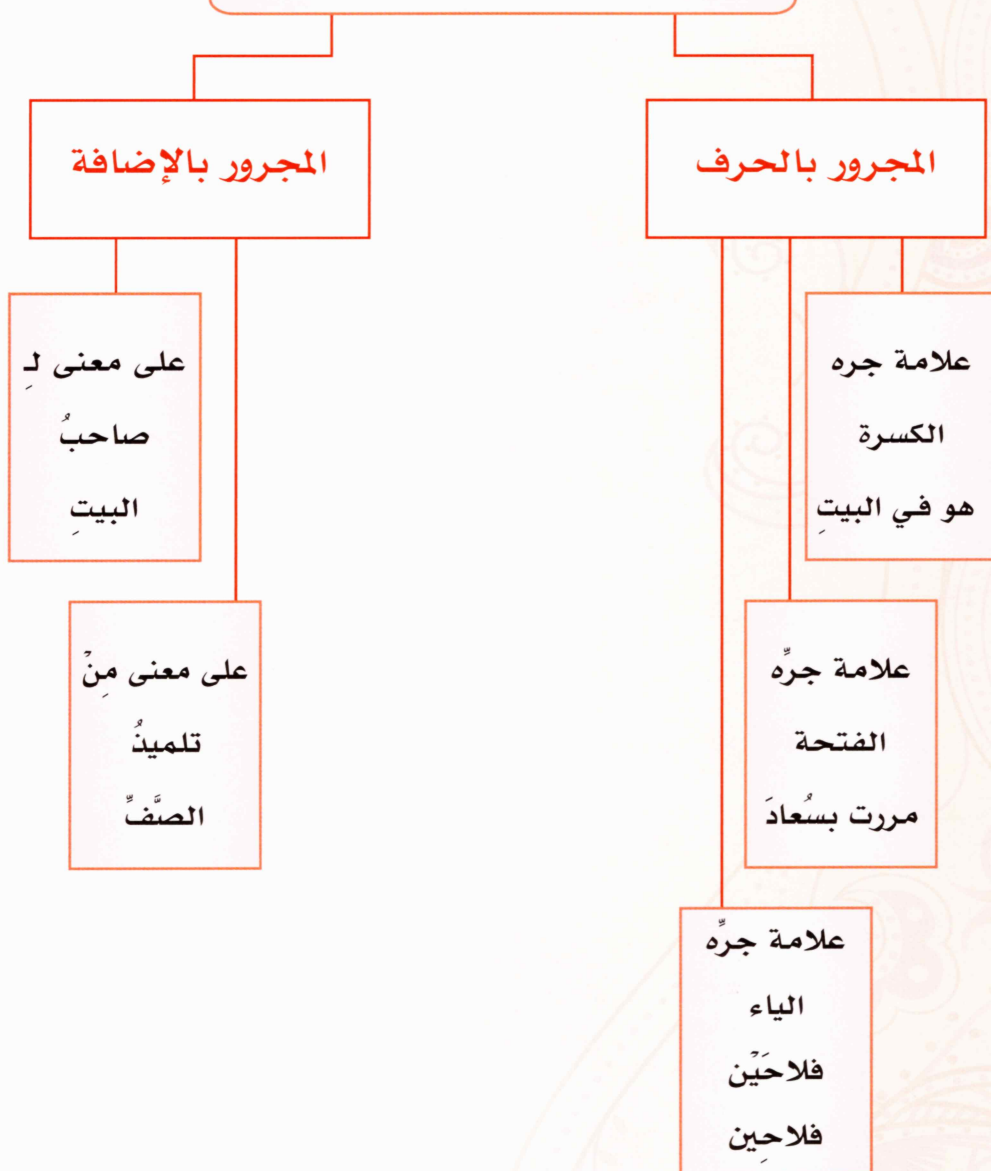 المجرور بالحرف
علامة جره
الكسرة
هو في البيتِ
علامة جرِّه
الفتحة
مررت بسُعادَ
علامة جرِّه
الياء
فلاحَيْن
فلاحِين
المجرور بالإضافة
على معنى لـِ
صاحبُ
البيتِ
على معنى مِنْ
تلميذُ
الصَّفِّ